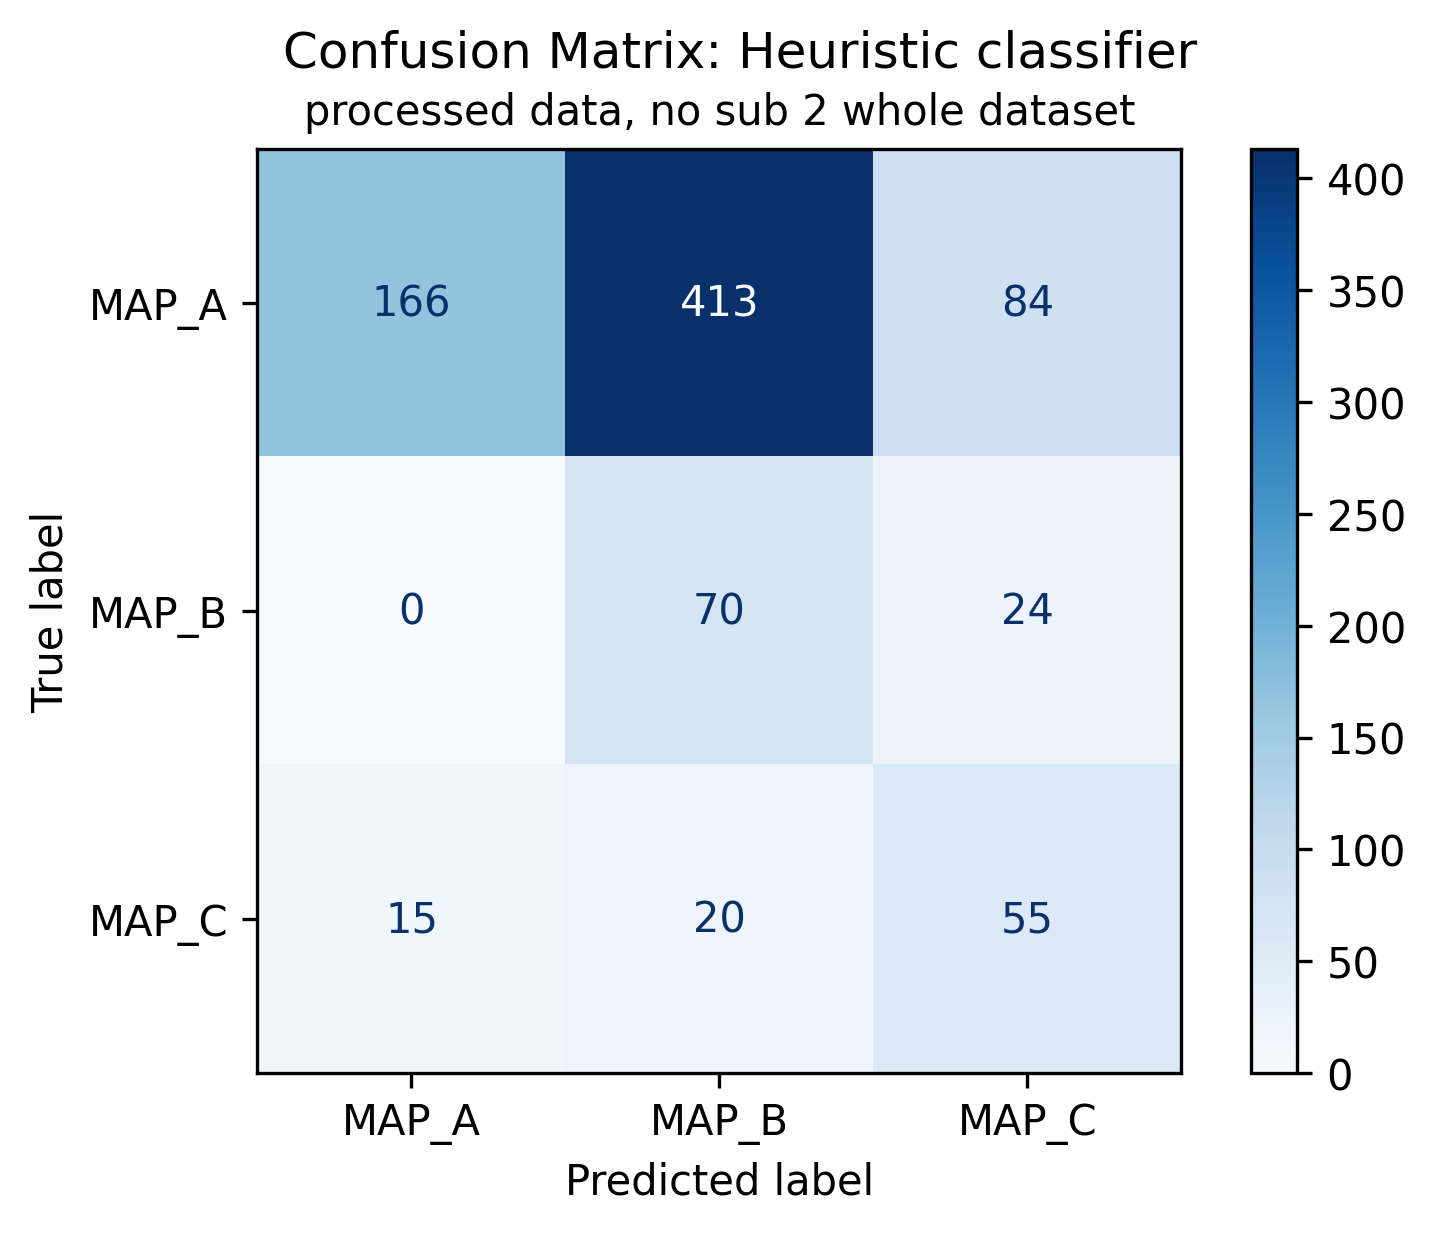 Confusion Matrix: Heuristic classifier
processed data, no sub 2 whole dataset
True label
MAP_A
166 413 84
MAP_B
0 70 24
MAP_C
15 20 55
MAP_A MAP_B MAP_C
Predicted label
400
350
300
250
200
150
100
50
0